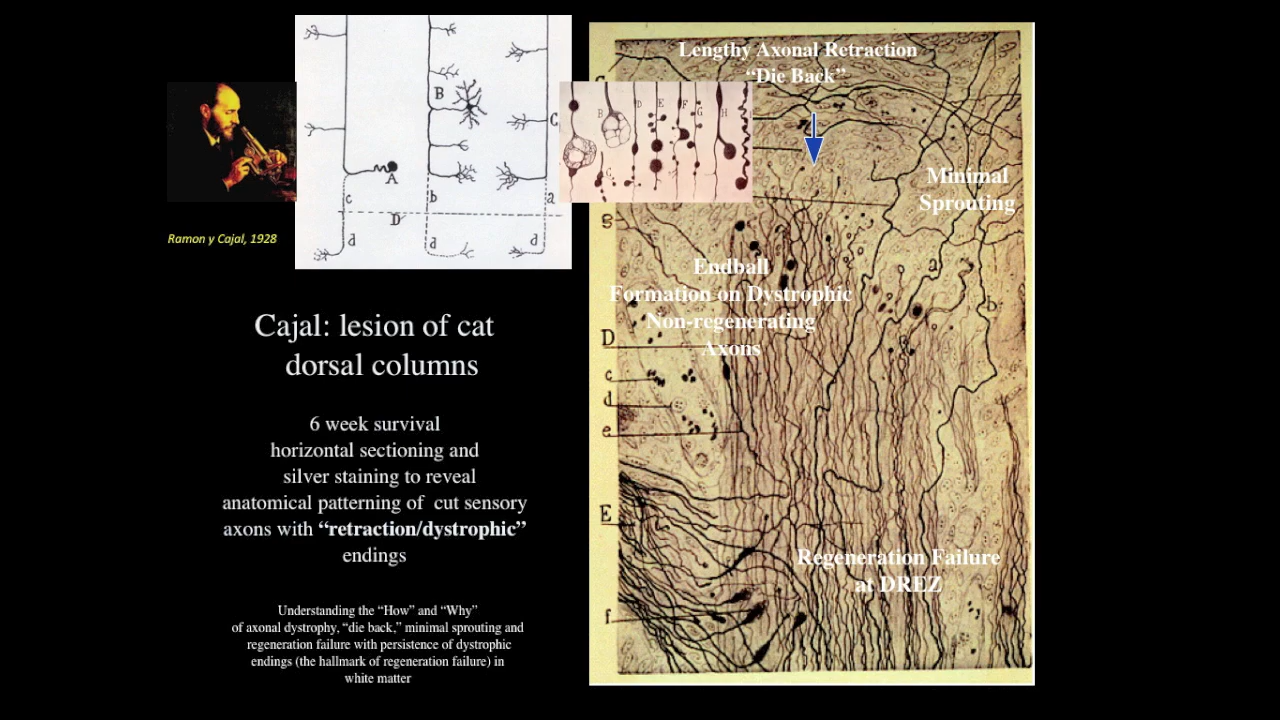 Lengthy Axonal Retraction
“Die Back”
B
C
A
c
b
a
D
d
d
d
B
D
E
F
G
H
Ramon y Cajal, 1928
Minimal
Sprouting
g
a
b
Endball
Formation on Dystrophic
Non-regenerating
Axons
D
c
d
e
E
f
Regeneration Failure
at DREZ
Cajal: lesion of cat
dorsal columns
6 week survival
horizontal sectioning and
silver staining to reveal
anatomical patterning of cut sensory
axons with “retraction/dystrophic”
endings
Understanding the “How” and “Why”
of axonal dystrophy, “die back,” minimal sprouting and
regeneration failure with persistence of dystrophic
endings (the hallmark of regeneration failure) in
white matter